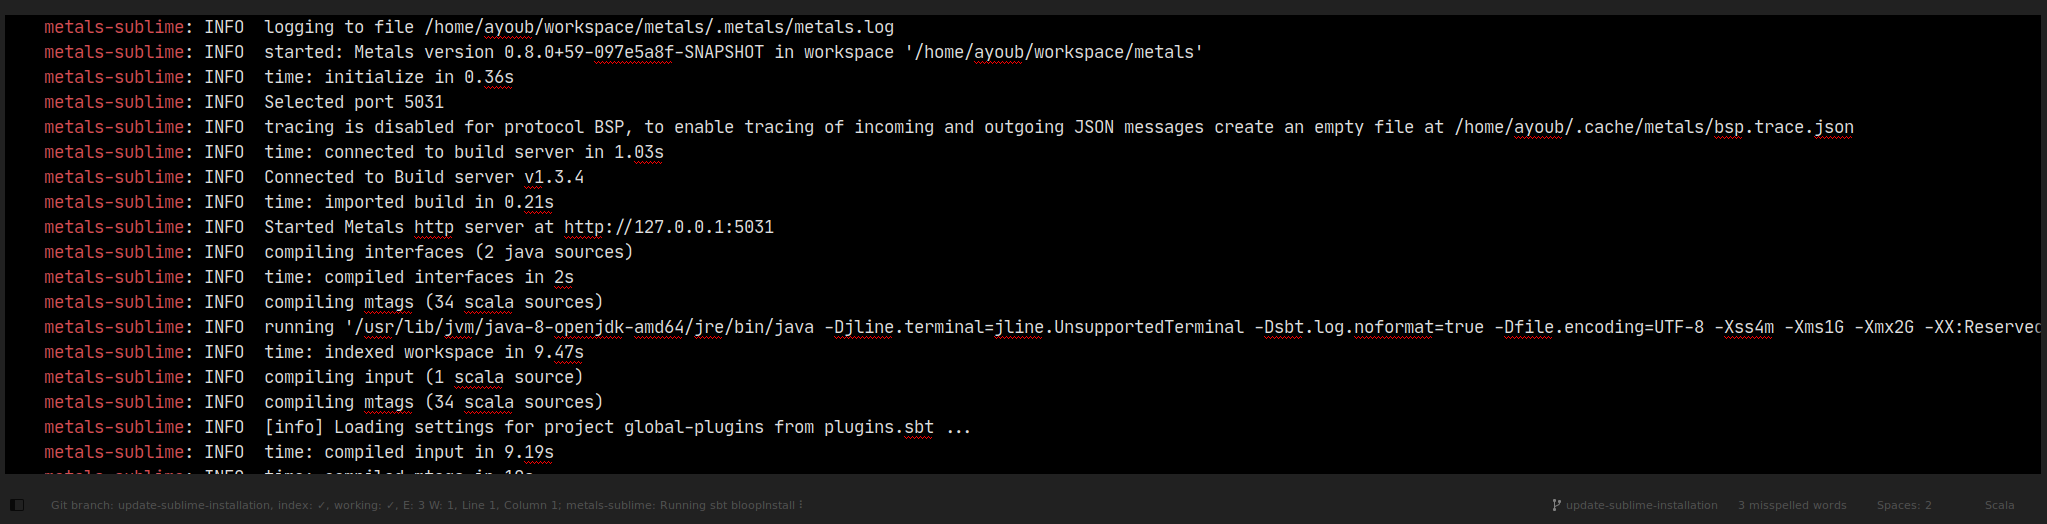 metals-sublime: INFO  logging to file /home/ayoub/workspace/metals/.metals/metals.log
metals-sublime: INFO  started: Metals version 0.8.0+59-097e5a8f-SNAPSHOT in workspace '/home/ayoub/workspace/metals'
metals-sublime: INFO  time: initialize in 0.36s
metals-sublime: INFO  Selected port 5031
metals-sublime: INFO  tracing is disabled for protocol BSP, to enable tracing of incoming and outgoing JSON messages create an empty file at /home/ayoub/.cache/metals/bsp.trace.json
metals-sublime: INFO  time: connected to build server in 1.03s
metals-sublime: INFO  Connected to Build server v1.3.4
metals-sublime: INFO  time: imported build in 0.21s
metals-sublime: INFO  Started Metals http server at http://127.0.0.1:5031
metals-sublime: INFO  compiling interfaces (2 java sources)
metals-sublime: INFO  time: compiled interfaces in 2s
metals-sublime: INFO  compiling mtags (34 scala sources)
metals-sublime: INFO  running '/usr/lib/jvm/java-8-openjdk-amd64/jre/bin/java -Djline.terminal=jline.UnsupportedTerminal -Dsbt.log.noformat=true -Dfile.encoding=UTF-8 -Xss4m -Xms1G -Xmx2G -XX:Reserved
metals-sublime: INFO  time: indexed workspace in 9.47s
metals-sublime: INFO  compiling input (1 scala source)
metals-sublime: INFO  compiling mtags (34 scala sources)
metals-sublime: INFO  [info] Loading settings for project global-plugins from plugins.sbt ...
metals-sublime: INFO  time: compiled input in 9.19s
metals-sublime: INFO  time: compiled mtags in 10s
Git branch: update-sublime-installation, index: ✓, working: ✓, E: 3 W: 1, Line 1, Column 1; metals-sublime: Running sbt bloopInstall ⠇ update-sublime-installation 3 misspelled words Spaces: 2 Scala